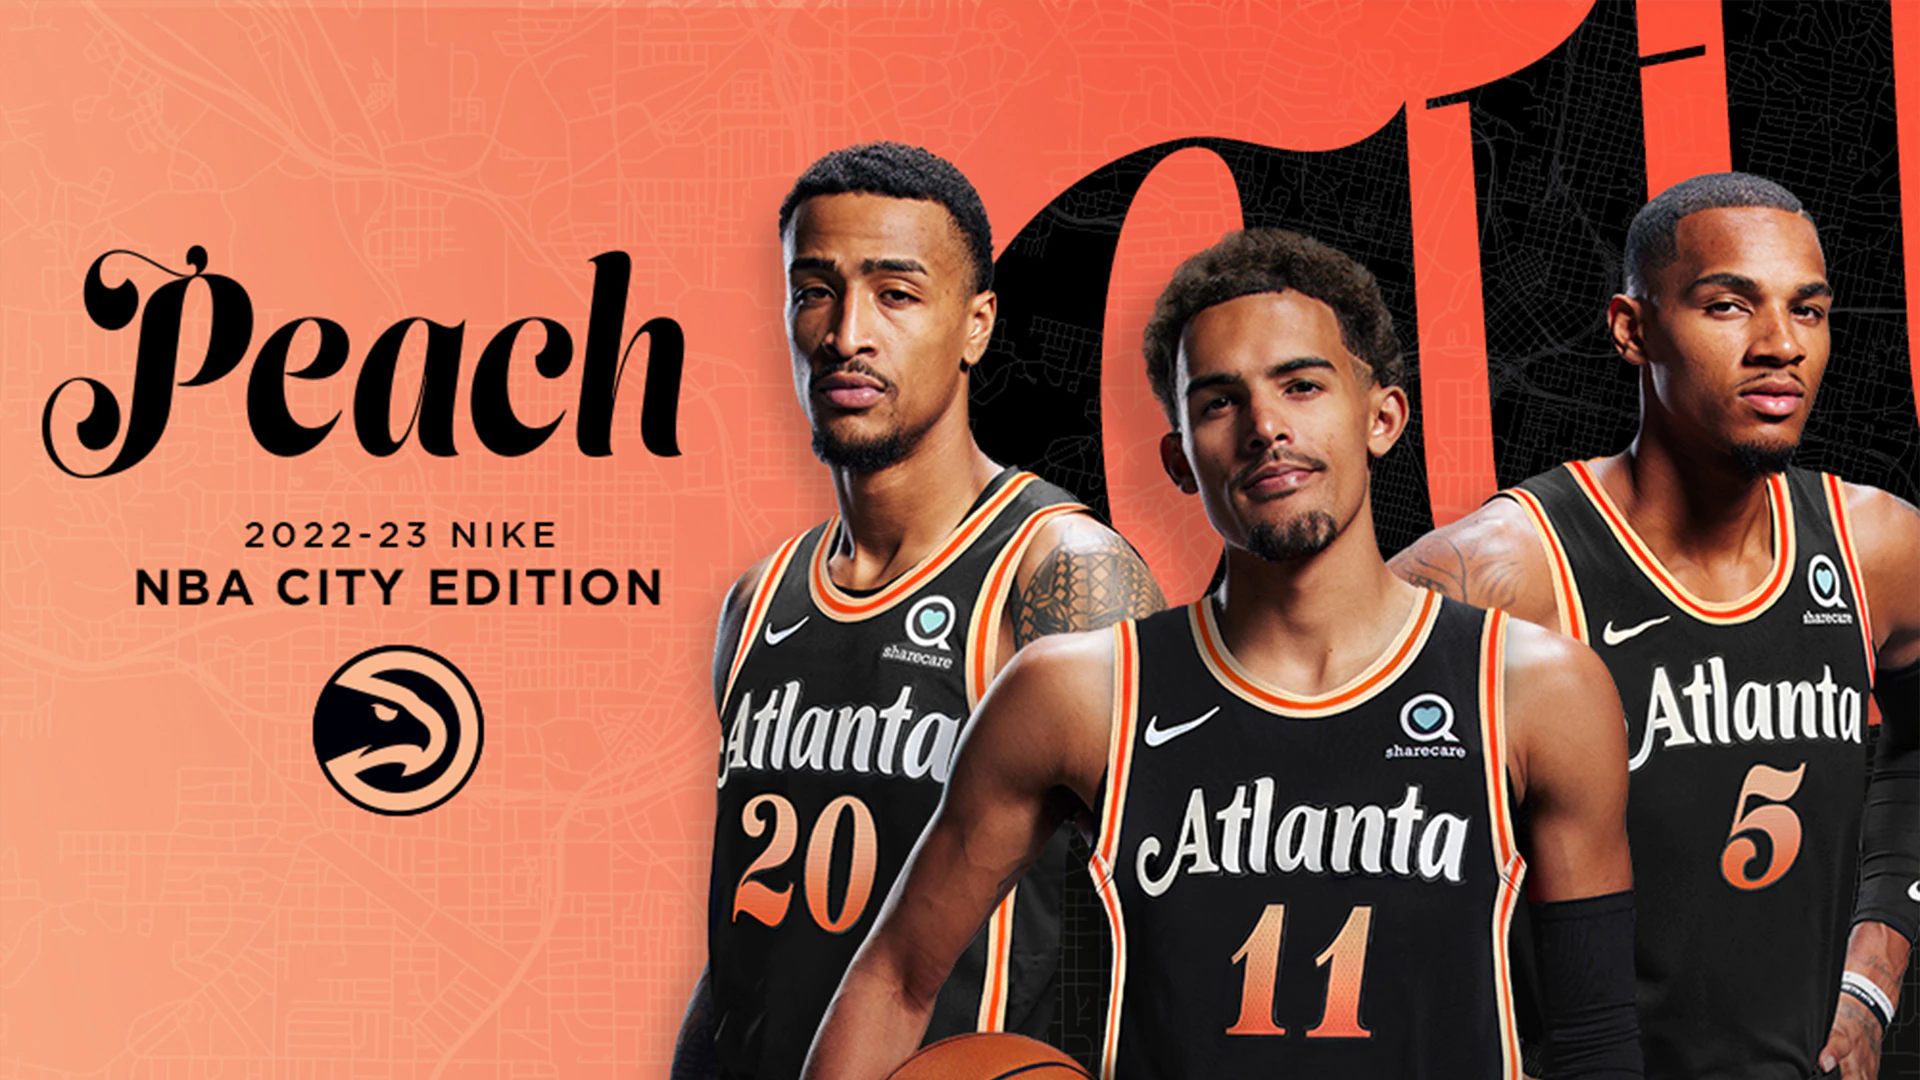 Peach
2022-23 NIKE
NBA CITY EDITION
sharecare
Atlanta
20
sharecare
Atlanta
11
sharecare
Atlanta
5